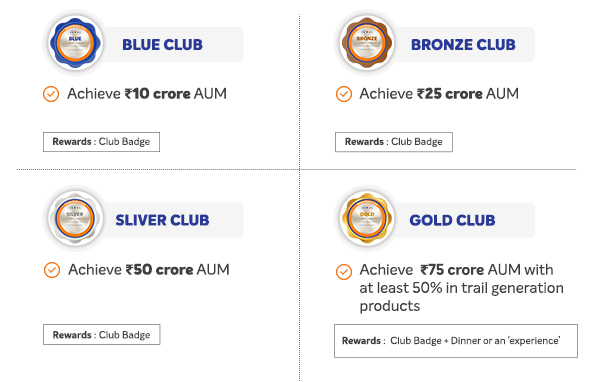 BLUE
BLUE CLUB
Achieve ₹10 crore AUM
Rewards : Club Badge
BRONZE
BRONZE CLUB
Achieve ₹25 crore AUM
Rewards : Club Badge
SILVER
SLIVER CLUB
Achieve ₹50 crore AUM
Rewards : Club Badge
GOLD
GOLD CLUB
Achieve ₹75 crore AUM with
at least 50% in trail generation
products
Rewards : Club Badge + Dinner or an 'experience'